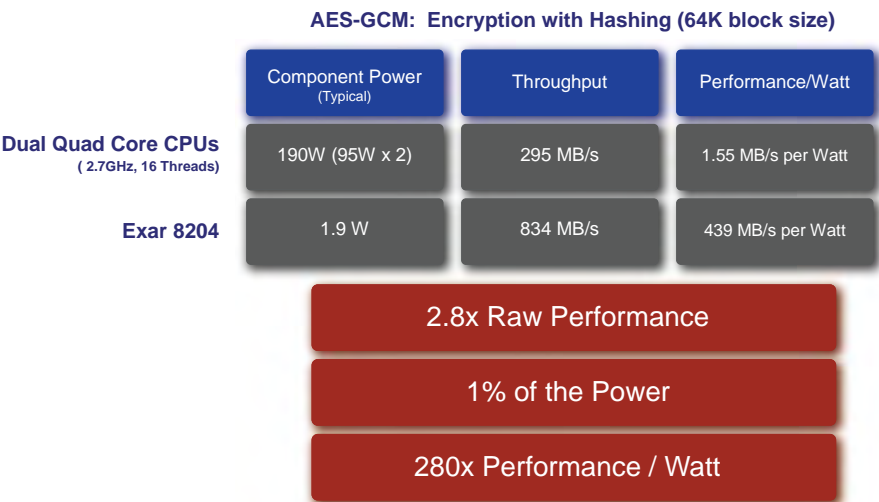 AES-GCM: Encryption with Hashing (64K block size)
Component Power Throughput Performance/Watt
(Typical)
Dual Quad Core CPUs 190W (95W x 2) 295 MB/s 1.55 MB/s per Watt
( 2.7GHz, 16 Threads)
Exar 8204 1.9 W 834 MB/s 439 MB/s per Watt
2.8x Raw Performance
1% of the Power
280x Performance / Watt